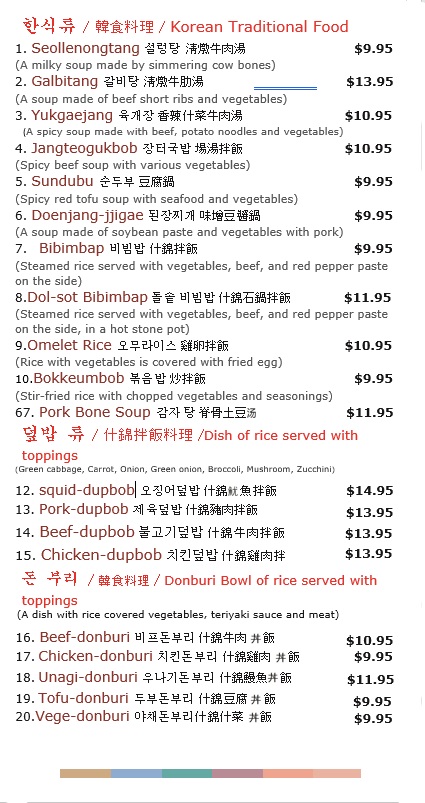 한식류 / 韓食料理 / Korean Traditional Food
1. Seollenongtang 설렁탕 淸燉牛肉湯 $9.95
(A milky soup made by simmering cow bones)
2. Galbitang 갈비탕 淸燉牛肋湯 $13.95
(A soup made of beef short ribs and vegetables)
3. Yukgaejang 육개장 香辣什菜牛肉湯 $10.95
(A spicy soup made with beef, potato noodles and vegetables)
4. Jangteogukbob 장터국밥 場湯拌飯 $10.95
(Spicy beef soup with various vegetables)
5. Sundubu 순두부 豆腐鍋 $9.95
(Spicy red tofu soup with seafood and vegetables)
6. Doenjang-jjigae 된장찌개 味增豆醬鍋 $9.95
(A soup made of soybean paste and vegetables with pork)
7. Bibimbap 비빔밥 什錦拌飯 $9.95
(Steamed rice served with vegetables, beef, and red pepper paste
on the side)
8.Dol-sot Bibimbap 돌솥 비빔밥 什錦石鍋拌飯 $11.95
(Steamed rice served with vegetables, beef, and red pepper paste
on the side, in a hot stone pot)
9.Omelet Rice 오무라이스 雞卵拌飯 $10.95
(Rice with vegetables is covered with fried egg)
10.Bokkeumbob 볶음밥 炒拌飯 $9.95
(Stir-fried rice with chopped vegetables and seasonings)
67. Pork Bone Soup 감자 탕 脊骨土豆汤 $11.95
덮밥 류 / 什錦拌飯料理 /Dish of rice served with
toppings
(Green cabbage, Carrot, Onion, Green onion, Broccoli, Mushroom, Zucchini)
12. squid-dupbob 오징어덮밥 什錦魷魚拌飯 $14.95
13. Pork-dupbob 제육덮밥 什錦豬肉拌飯 $13.95
14. Beef-dupbob 불고기덮밥 什錦牛肉拌飯 $13.95
15. Chicken-dupbob 치킨덮밥 什錦雞肉拌 $13.95
돈 부리 / 韓食料理 / Donburi Bowl of rice served with
toppings
(A dish with rice covered vegetables, teriyaki sauce and meat)
16. Beef-donburi 비프돈부리 什錦牛肉 丼飯 $10.95
17. Chicken-donburi 치킨돈부리 什錦雞肉 丼飯 $9.95
18. Unagi-donburi 우나기돈부리 什錦鰻魚丼飯 $11.95
19. Tofu-donburi 두부돈부리 什錦豆腐 丼飯 $9.95
20.Vege-donburi 야채돈부리什錦什菜 丼飯 $9.95